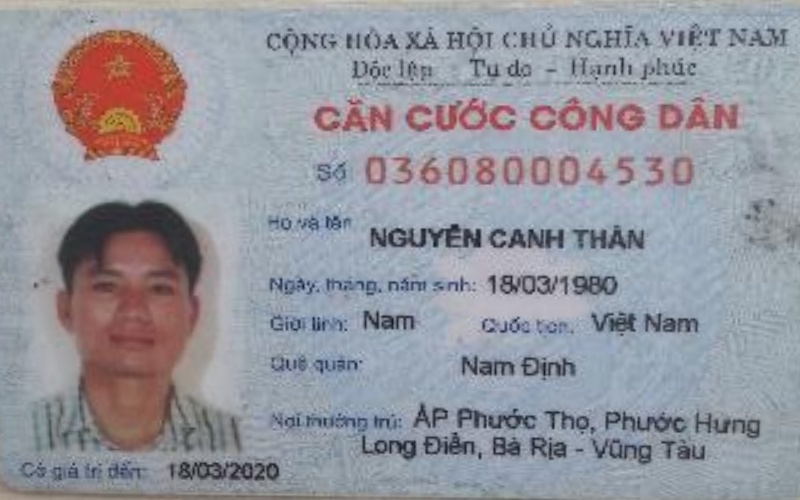 CỘNG HÒA XÃ HỘI CHỦ NGHĨA VIỆT NAM
Độc lập Tự do - Hạnh phúc
CĂN CƯỚC CÔNG DÂN
Số 036080004530
Họ và tên
NGUYỄN CANH THÂN
Ngày, tháng, năm sinh: 18/03/1980
Giới tính: Nam Quốc tịch: Việt Nam
Quê quán: Nam Định
Nơi thường trú: ẤP Phước Thọ, Phước Hưng
Long Điền, Bà Rịa - Vũng Tàu
Có giá trị đến: 18/03/2020